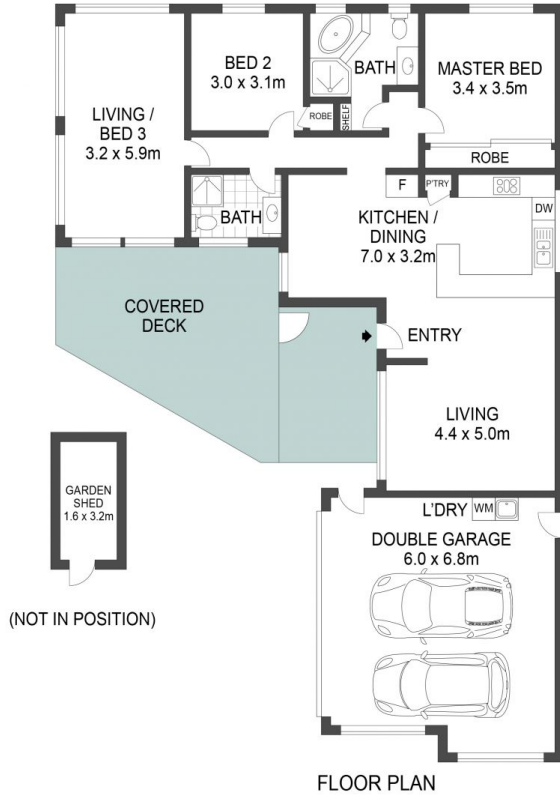 BED 2
3.0 x 3.1m
BATH
MASTER BED
3.4 x 3.5m
LIVING /
BED 3
3.2 x 5.9m
ROBE
SHELF
ROBE
F
P'TRY
DW
BATH
KITCHEN /
DINING
7.0 x 3.2m
COVERED
DECK
ENTRY
LIVING
4.4 x 5.0m
GARDEN
SHED
1.6 x 3.2m
L'DRY
WM
DOUBLE GARAGE
6.0 x 6.8m
(NOT IN POSITION)
FLOOR PLAN